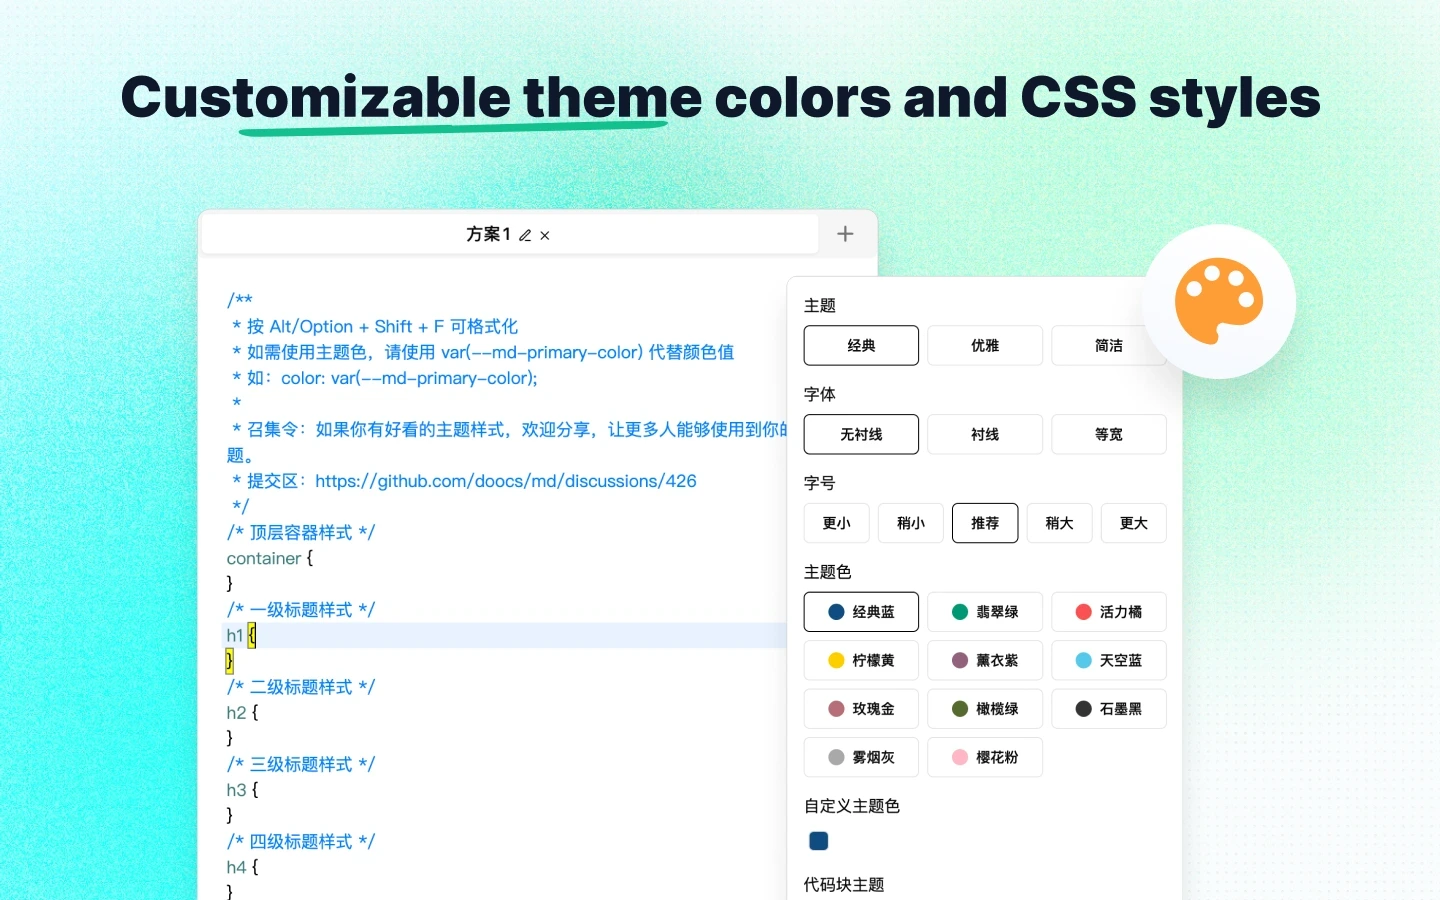 Customizable theme colors and CSS styles
方案1
/**
* 按 Alt/Option + Shift + F 可格式化
* 如需使用主题色，请使用 var(--md-primary-color) 代替颜色值
* 如：color: var(--md-primary-color);
*
* 召集令：如果你有好看的主题样式，欢迎分享，让更多人能够使用到你的
题。
* 提交区：https://github.com/doocs/md/discussions/426
*/
/* 顶层容器样式 */
container {
}
/* 一级标题样式 */
h1 {
}
/* 二级标题样式 */
h2 {
}
/* 三级标题样式 */
h3 {
}
/* 四级标题样式 */
h4 {
}
主题
经典 优雅 简洁
字体
无衬线 衬线 等宽
字号
更小 稍小 推荐 稍大 更大
主题色
经典蓝 翡翠绿 活力橘
柠檬黄 薰衣紫 天空蓝
玫瑰金 橄榄绿 石墨黑
雾烟灰 樱花粉
自定义主题色
代码块主题